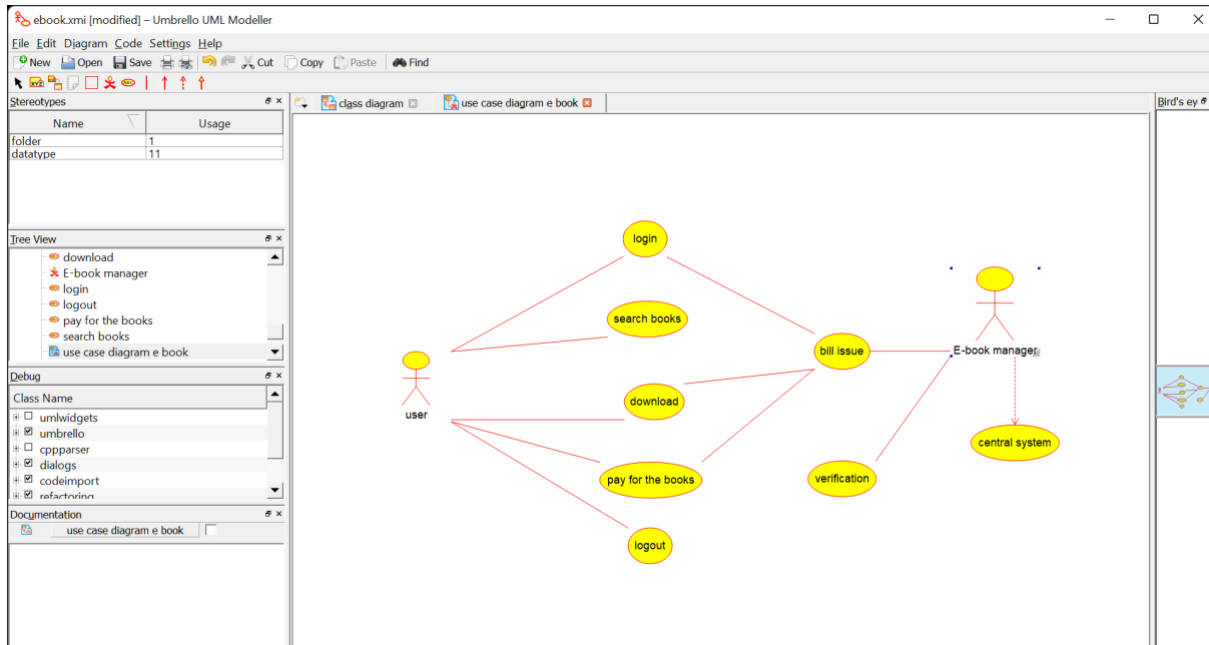 ebook.xmi [modified] – Umbrello UML Modeller
File Edit Diagram Code Settings Help
New Open Save Cut Copy Paste Find
XYZ
Stereotypes
Name Usage
folder 1
datatype 11
Tree View
download
E-book manager
login
logout
pay for the books
search books
use case diagram e book
Debug
Class Name
umlwidgets
umbrello
cppparser
dialogs
codeimport
refactoring
Documentation
use case diagram e book
class diagram use case diagram e book
login
search books
download
pay for the books
logout
user
bill issue
verification
E-book manager
central system
Bird's ey